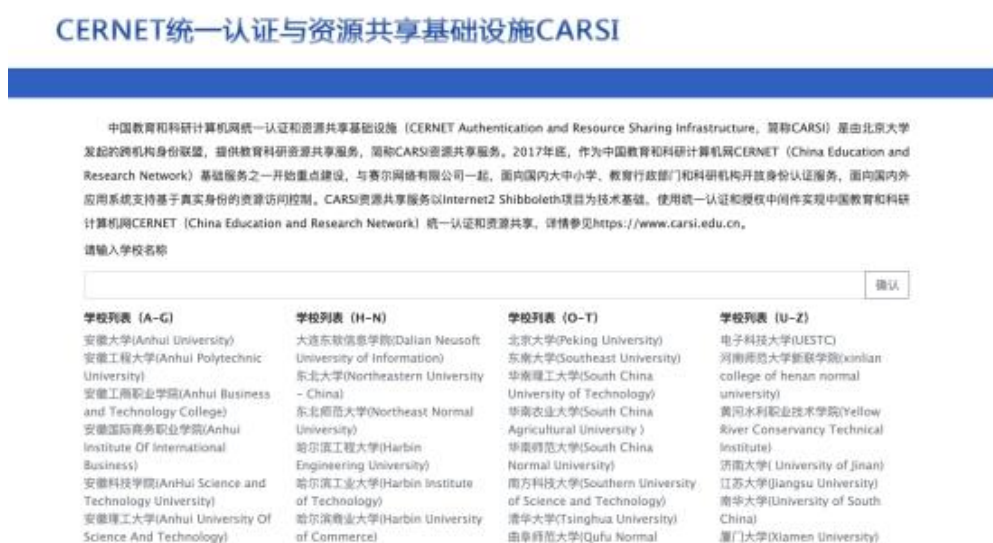 CERNET统一认证与资源共享基础设施CARSI
中国教育和科研计算机网统一认证和资源共享基础设施（CERNET Authentication and Resource Sharing Infrastructure，简称CARSI）是由北京大学
发起的跨机构身份联盟，提供教育科研资源共享服务，简称CARSI资源共享服务。2017年底，作为中国教育和科研计算机网CERNET（China Education and
Research Network）基础服务之一开始重点建设，与赛尔网络有限公司一起，面向国内大中小学、教育行政部门和科研机构开放身份认证服务，面向国内外
应用系统支持基于真实身份的资源访问控制。CARSI资源共享服务以Internet2 Shibboleth项目为技术基础，使用统一认证和授权中间件实现中国教育和科研
计算机网CERNET（China Education and Research Network）统一认证和资源共享，详情参见https://www.carsi.edu.cn。
请输入学校名称
确认
学校列表（A-G）
安徽大学(Anhui University)
安徽工程大学(Anhui Polytechnic
University)
安徽工商职业学院(Anhui Business
and Technology College)
安徽国际商务职业学院(Anhui
Institute Of International
Business)
安徽科技学院(AnHui Science and
Technology University)
安徽理工大学(Anhui University Of
Science And Technology)
学校列表（H-N）
大连东软信息学院(Dalian Neusoft
University of Information)
东北大学(Northeastern University
- China)
东北师范大学(Northeast Normal
University)
哈尔滨工程大学(Harbin
Engineering University)
哈尔滨工业大学(Harbin Institute
of Technology)
哈尔滨商业大学(Harbin University
of Commerce)
学校列表（O-T）
北京大学(Peking University)
东南大学(Southeast University)
华南理工大学(South China
University of Technology)
华南农业大学(South China
Agricultural University )
华南师范大学(South China
Normal University)
南方科技大学(Southern University
of Science and Technology)
清华大学(Tsinghua University)
曲阜师范大学(Qufu Normal
学校列表（U-Z）
电子科技大学(UESTC)
河南师范大学新联学院(xinlian
college of henan normal
university)
黄河水利职业技术学院(Yellow
River Conservancy Technical
Institute)
济南大学( University of Jinan)
江苏大学(Jiangsu University)
南华大学(University of South
China)
厦门大学(Xiamen University)